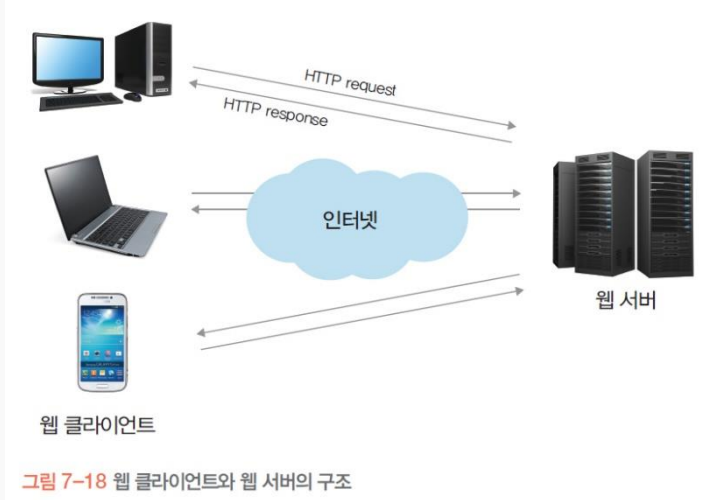 HTTP request
HTTP response
인터넷
웹 서버
웹 클라이언트
그림 7-18 웹 클라이언트와 웹 서버의 구조